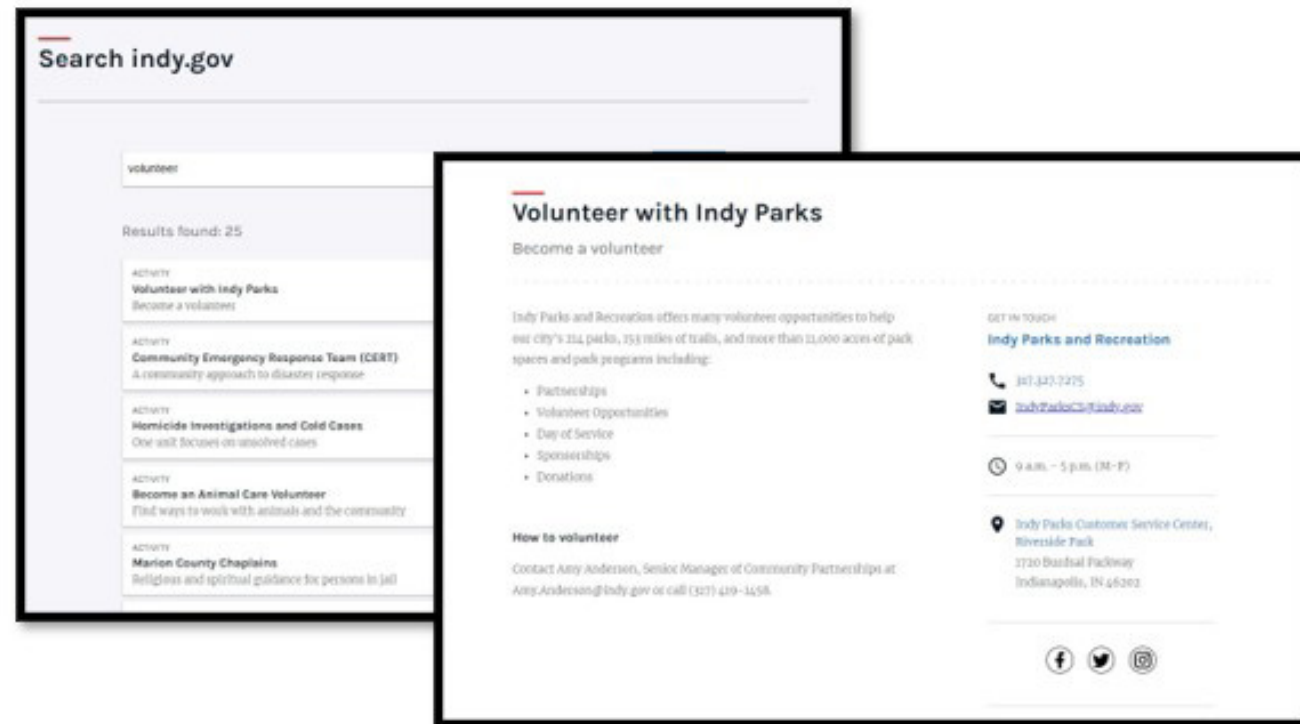 Search indy.gov
volunteer
Results found: 25
ACTIVITY
Volunteer with Indy Parks
Become a volunteer
ACTIVITY
Community Emergency Response Team (CERT)
A community approach to disaster response
ACTIVITY
Homicide Investigations and Cold Cases
One unit focuses on unsolved cases
ACTIVITY
Become an Animal Care Volunteer
Find ways to work with animals and the community
ACTIVITY
Marion County Chaplains
Religious and spiritual guidance for persons in jail
Volunteer with Indy Parks
Become a volunteer
Indy Parks and Recreation offers many volunteer opportunities to help
our city's 214 parks, 153 miles of trails, and more than 11,000 acres of park
spaces and park programs including:
• Partnerships
• Volunteer Opportunities
• Day of Service
• Sponsorships
• Donations
How to volunteer
Contact Amy Anderson, Senior Manager of Community Partnerships at
Amy.Anderson@indy.gov or call (317) 419-1458.
GET IN TOUCH
Indy Parks and Recreation
317.327.7275
IndyParksCS@indy.gov
9 a.m. - 5 p.m. (M-F)
Indy Parks Customer Service Center,
Riverside Park
1720 Burdsal Parkway
Indianapolis, IN 46202